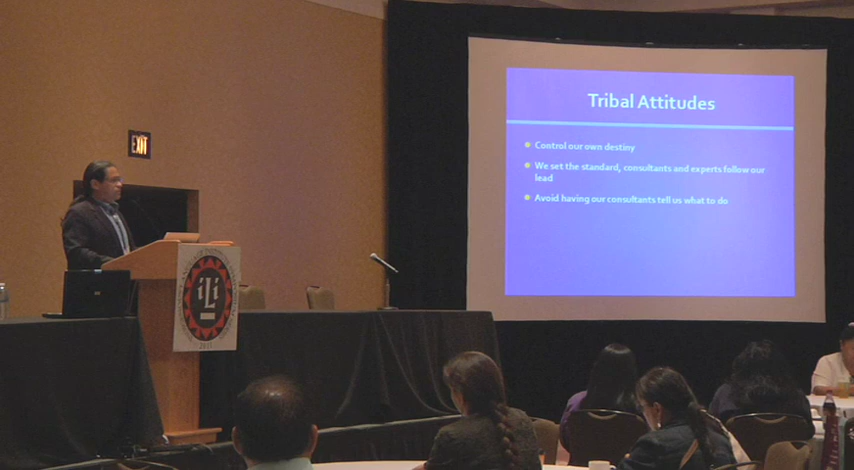 EXIT
Tribal Attitudes
Control our own destiny
We set the standard, consultants and experts follow our
lead
Avoid having our consultants tell us what to do
iLi